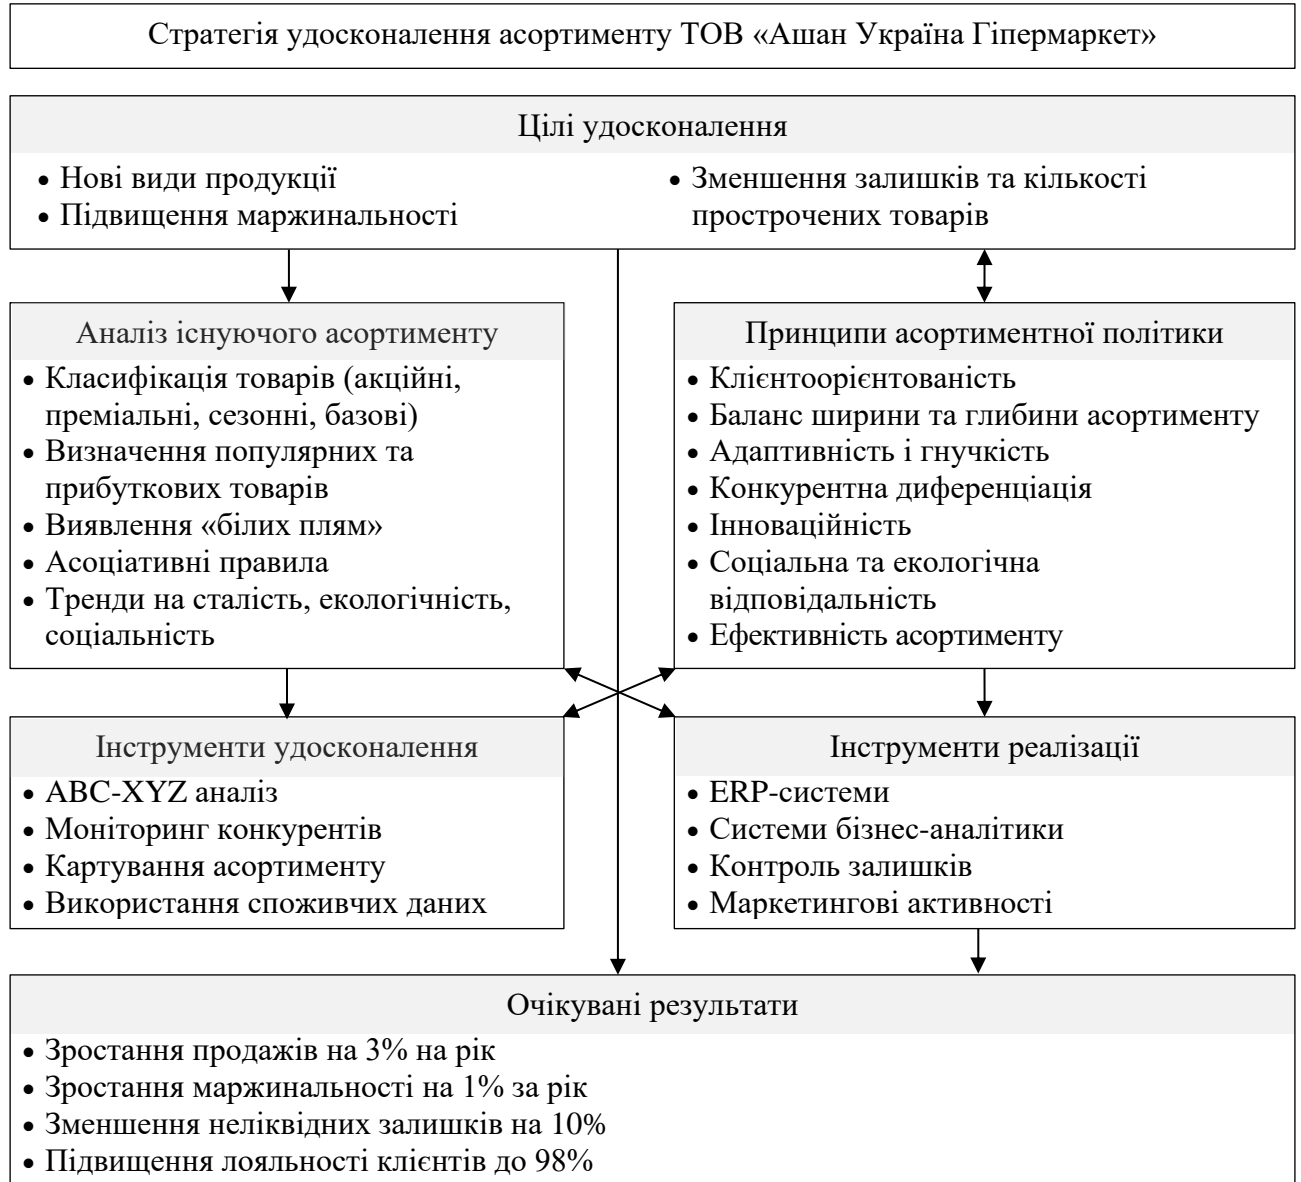 Стратегія удосконалення асортименту ТОВ «Ашан Україна Гіпермаркет»
Цілі удосконалення
• Нові види продукції
• Підвищення маржинальності
• Зменшення залишків та кількості
прострочених товарів
Аналіз існуючого асортименту
• Класифікація товарів (акційні,
преміальні, сезонні, базові)
• Визначення популярних та
прибуткових товарів
• Виявлення «білих плям»
• Асоціативні правила
• Тренди на сталість, екологічність,
соціальність
Принципи асортиментної політики
• Клієнтоорієнтованість
• Баланс ширини та глибини асортименту
• Адаптивність і гнучкість
• Конкурентна диференціація
• Інноваційність
• Соціальна та екологічна
відповідальність
• Ефективність асортименту
Інструменти удосконалення
• ABC-XYZ аналіз
• Моніторинг конкурентів
• Картування асортименту
• Використання споживчих даних
Інструменти реалізації
• ERP-системи
• Системи бізнес-аналітики
• Контроль залишків
• Маркетингові активності
Очікувані результати
• Зростання продажів на 3% на рік
• Зростання маржинальності на 1% за рік
• Зменшення неліквідних залишків на 10%
• Підвищення лояльності клієнтів до 98%